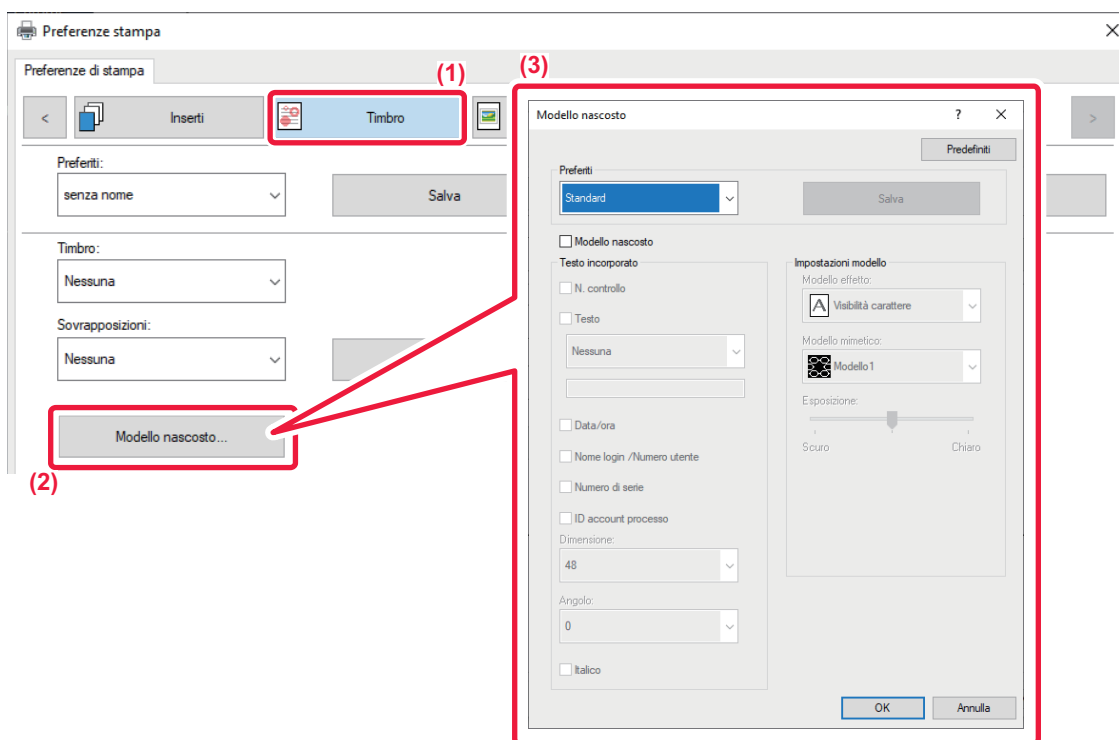 Preferenze stampa
Preferenze di stampa
(1)
(3)
<
Inserti
Timbro
>
Preferiti:
senza nome
Salva
Timbro:
Nessuna
Sovrapposizioni:
Nessuna
Modello nascosto...
(2)
Modello nascosto
?
Predefiniti
Preferiti
Standard
Salva
Modello nascosto
Testo incorporato
N. controllo
Testo
Nessuna
Data/ora
Nome login /Numero utente
Numero di serie
ID account processo
Dimensione:
48
Angolo:
0
Italico
Impostazioni modello
Modello effetto:
A Visibilità carattere
Modello mimetico:
Modello1
Esposizione:
Scuro Chiaro
OK
Annulla